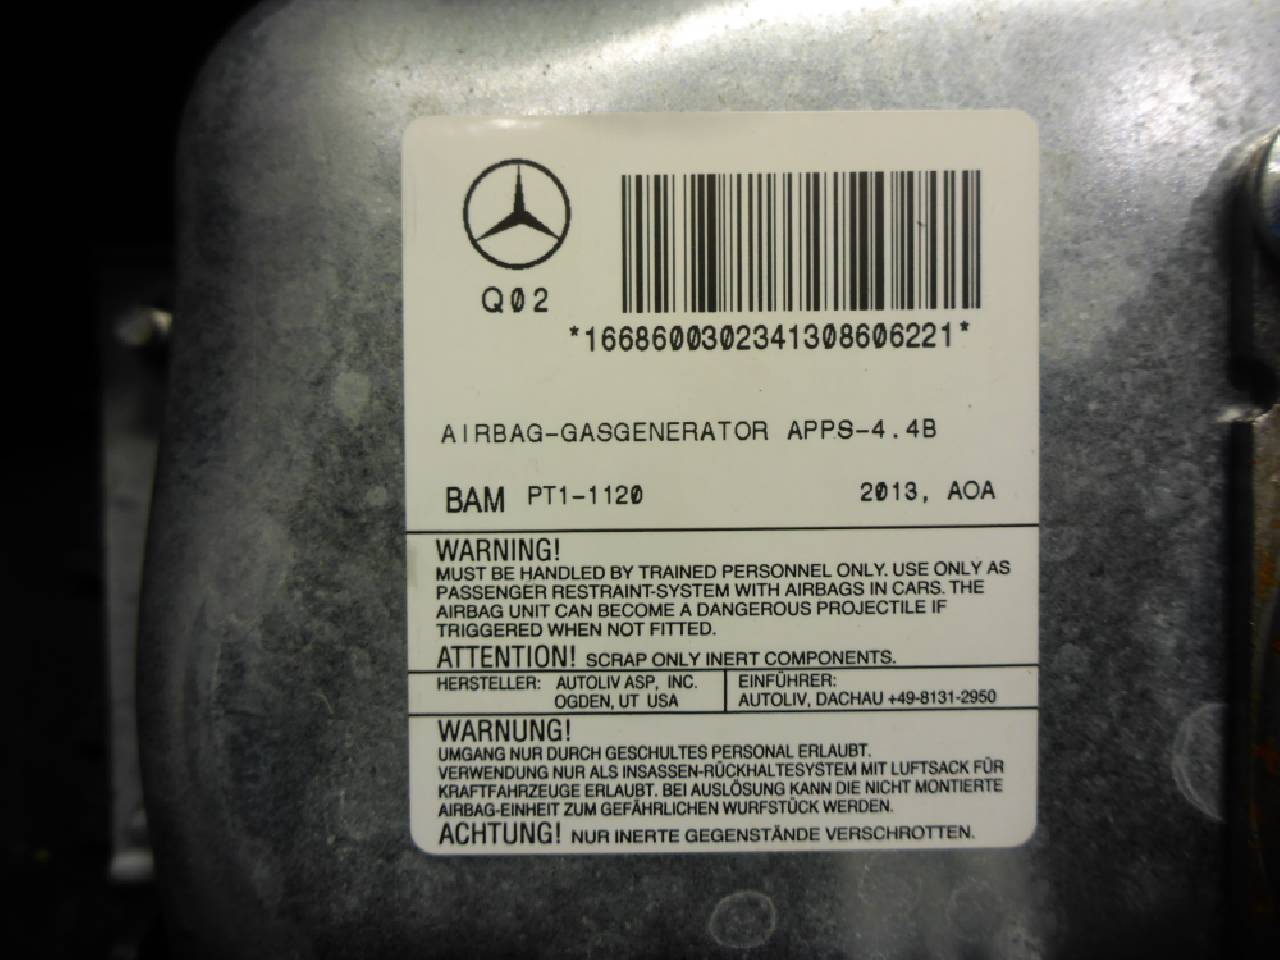 Q02
*1668600302341308606221*
AIRBAG-GASGENERATOR APPS-4.4B
BAM PT1-1120 2013, AOA
WARNING!
MUST BE HANDLED BY TRAINED PERSONNEL ONLY. USE ONLY AS
PASSENGER RESTRAINT-SYSTEM WITH AIRBAGS IN CARS. THE
AIRBAG UNIT CAN BECOME A DANGEROUS PROJECTILE IF
TRIGGERED WHEN NOT FITTED.
ATTENTION! SCRAP ONLY INERT COMPONENTS.
HERSTELLER: AUTOLIV ASP, INC.
OGDEN, UT USA
EINFÜHRER:
AUTOLIV, DACHAU +49-8131-2950
WARNUNG!
UMGANG NUR DURCH GESCHULTES PERSONAL ERLAUBT.
VERWENDUNG NUR ALS INSASSEN-RÜCKHALTESYSTEM MIT LUFTSACK FÜR
KRAFTFAHRZEUGE ERLAUBT. BEI AUSLÖSUNG KANN DIE NICHT MONTIERTE
AIRBAG-EINHEIT ZUM GEFÄHRLICHEN WURFSTÜCK WERDEN.
ACHTUNG! NUR INERTE GEGENSTÄNDE VERSCHROTTEN.